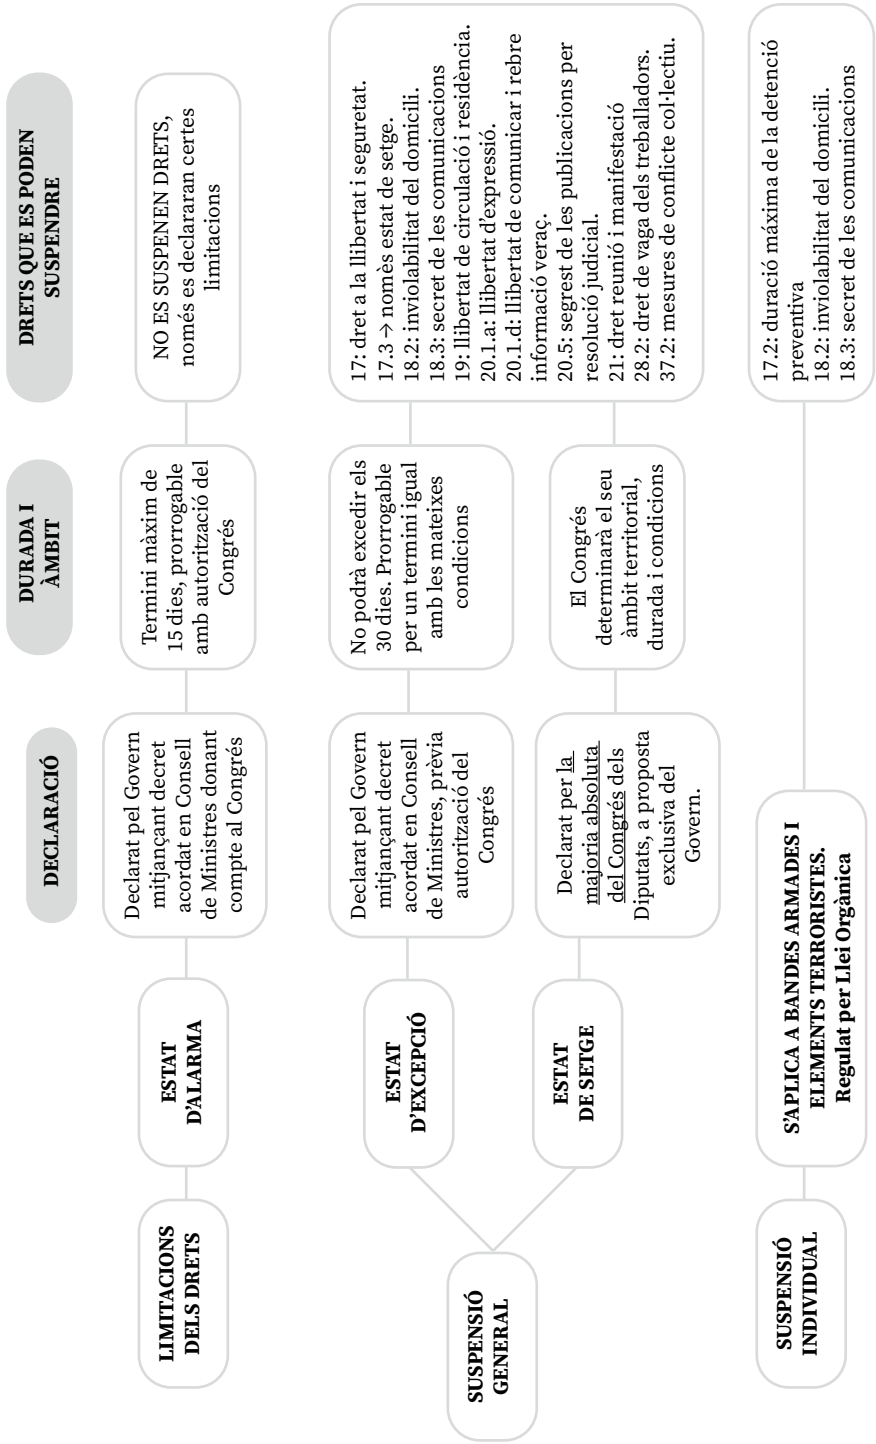 DECLARACIÓ
DURADA I
ÀMBIT
DRETS QUE ES PODEN
SUSPENDRE
LIMITACIONS
DELS DRETS
ESTAT
D'ALARMA
Declarat pel Govern
mitjançant decret
acordat en Consell
de Ministres donant
compte al Congrés
Termini màxim de
15 dies, prorrogable
amb autorització del
Congrés
NO ES SUSPENEN DRETS,
només es declararan certes
limitacions
SUSPENSIÓ
GENERAL
ESTAT
D'EXCEPCIÓ
Declarat pel Govern
mitjançant decret
acordat en Consell
de Ministres, prèvia
autorització del
Congrés
No podrà excedir els
30 dies. Prorrogable
per un termini igual
amb les mateixes
condicions
ESTAT
DE SETGE
Declarat per la
majoria absoluta
del Congrés dels
Diputats, a proposta
exclusiva del
Govern.
El Congrés
determinarà el seu
àmbit territorial,
durada i condicions
17: dret a la llibertat i seguretat.
17.3 → nomès estat de setge.
18.2: inviolabilitat del domicili.
18.3: secret de les comunicacions
19: llibertat de circulació i residència.
20.1.a: llibertat d'expressió.
20.1.d: llibertat de comunicar i rebre
informació veraç.
20.5: segrest de les publicacions per
resolució judicial.
21: dret reunió i manifestació
28.2: dret de vaga dels treballadors.
37.2: mesures de conflicte col·lectiu.
SUSPENSIÓ
INDIVIDUAL
S'APLICA A BANDES ARMADES I
ELEMENTS TERRORISTES.
Regulat per Llei Orgànica
17.2: duració máxima de la detenció
preventiva
18.2: inviolabilitat del domicili.
18.3: secret de les comunicacions